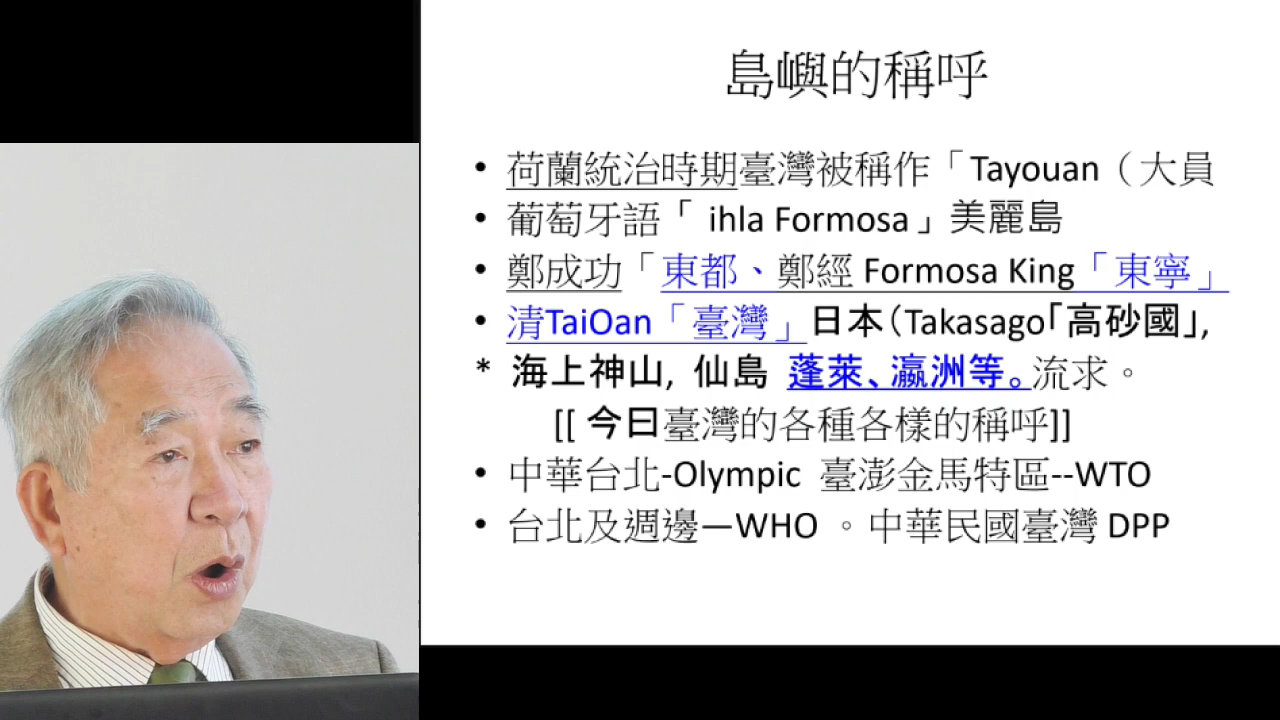 島嶼的稱呼
• 荷蘭統治時期臺灣被稱作「Tayouan（大員
• 葡萄牙語「 ihla Formosa」美麗島
• 鄭成功「東都、鄭經 Formosa King「東寧」
• 清TaiOan「臺灣」日本（Takasago「高砂國」,
* 海上神山, 仙島 蓬萊、瀛洲等。流求。
[[ 今日臺灣的各種各樣的稱呼]]
• 中華台北-Olympic 臺澎金馬特區--WTO
• 台北及週邊—WHO 。中華民國臺灣 DPP